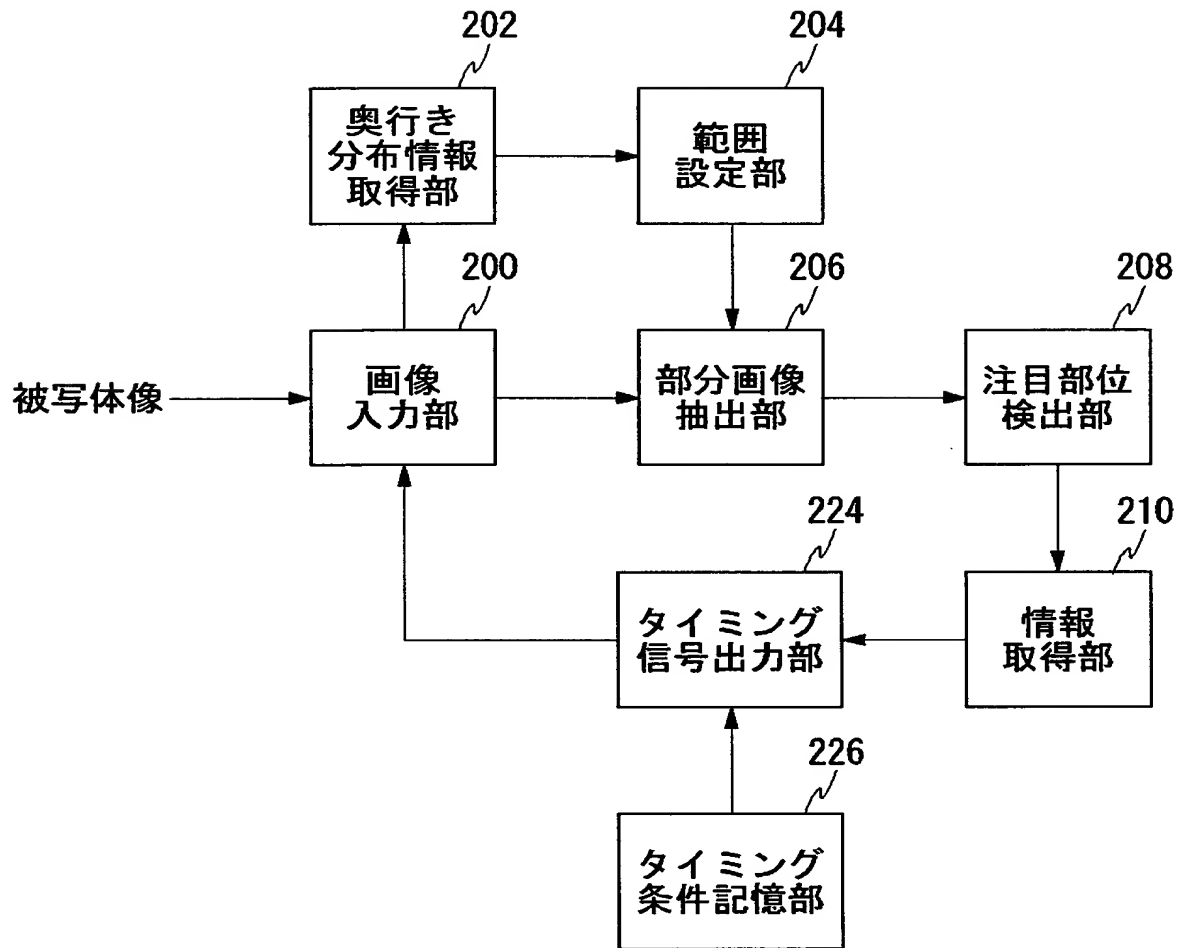 202
204
奥行き
分布情報
取得部
範囲
設定部
200
206
208
被写体像
画像
入力部
部分画像
抽出部
注目部位
検出部
224
210
タイミング
信号出力部
情報
取得部
226
タイミング
条件記憶部